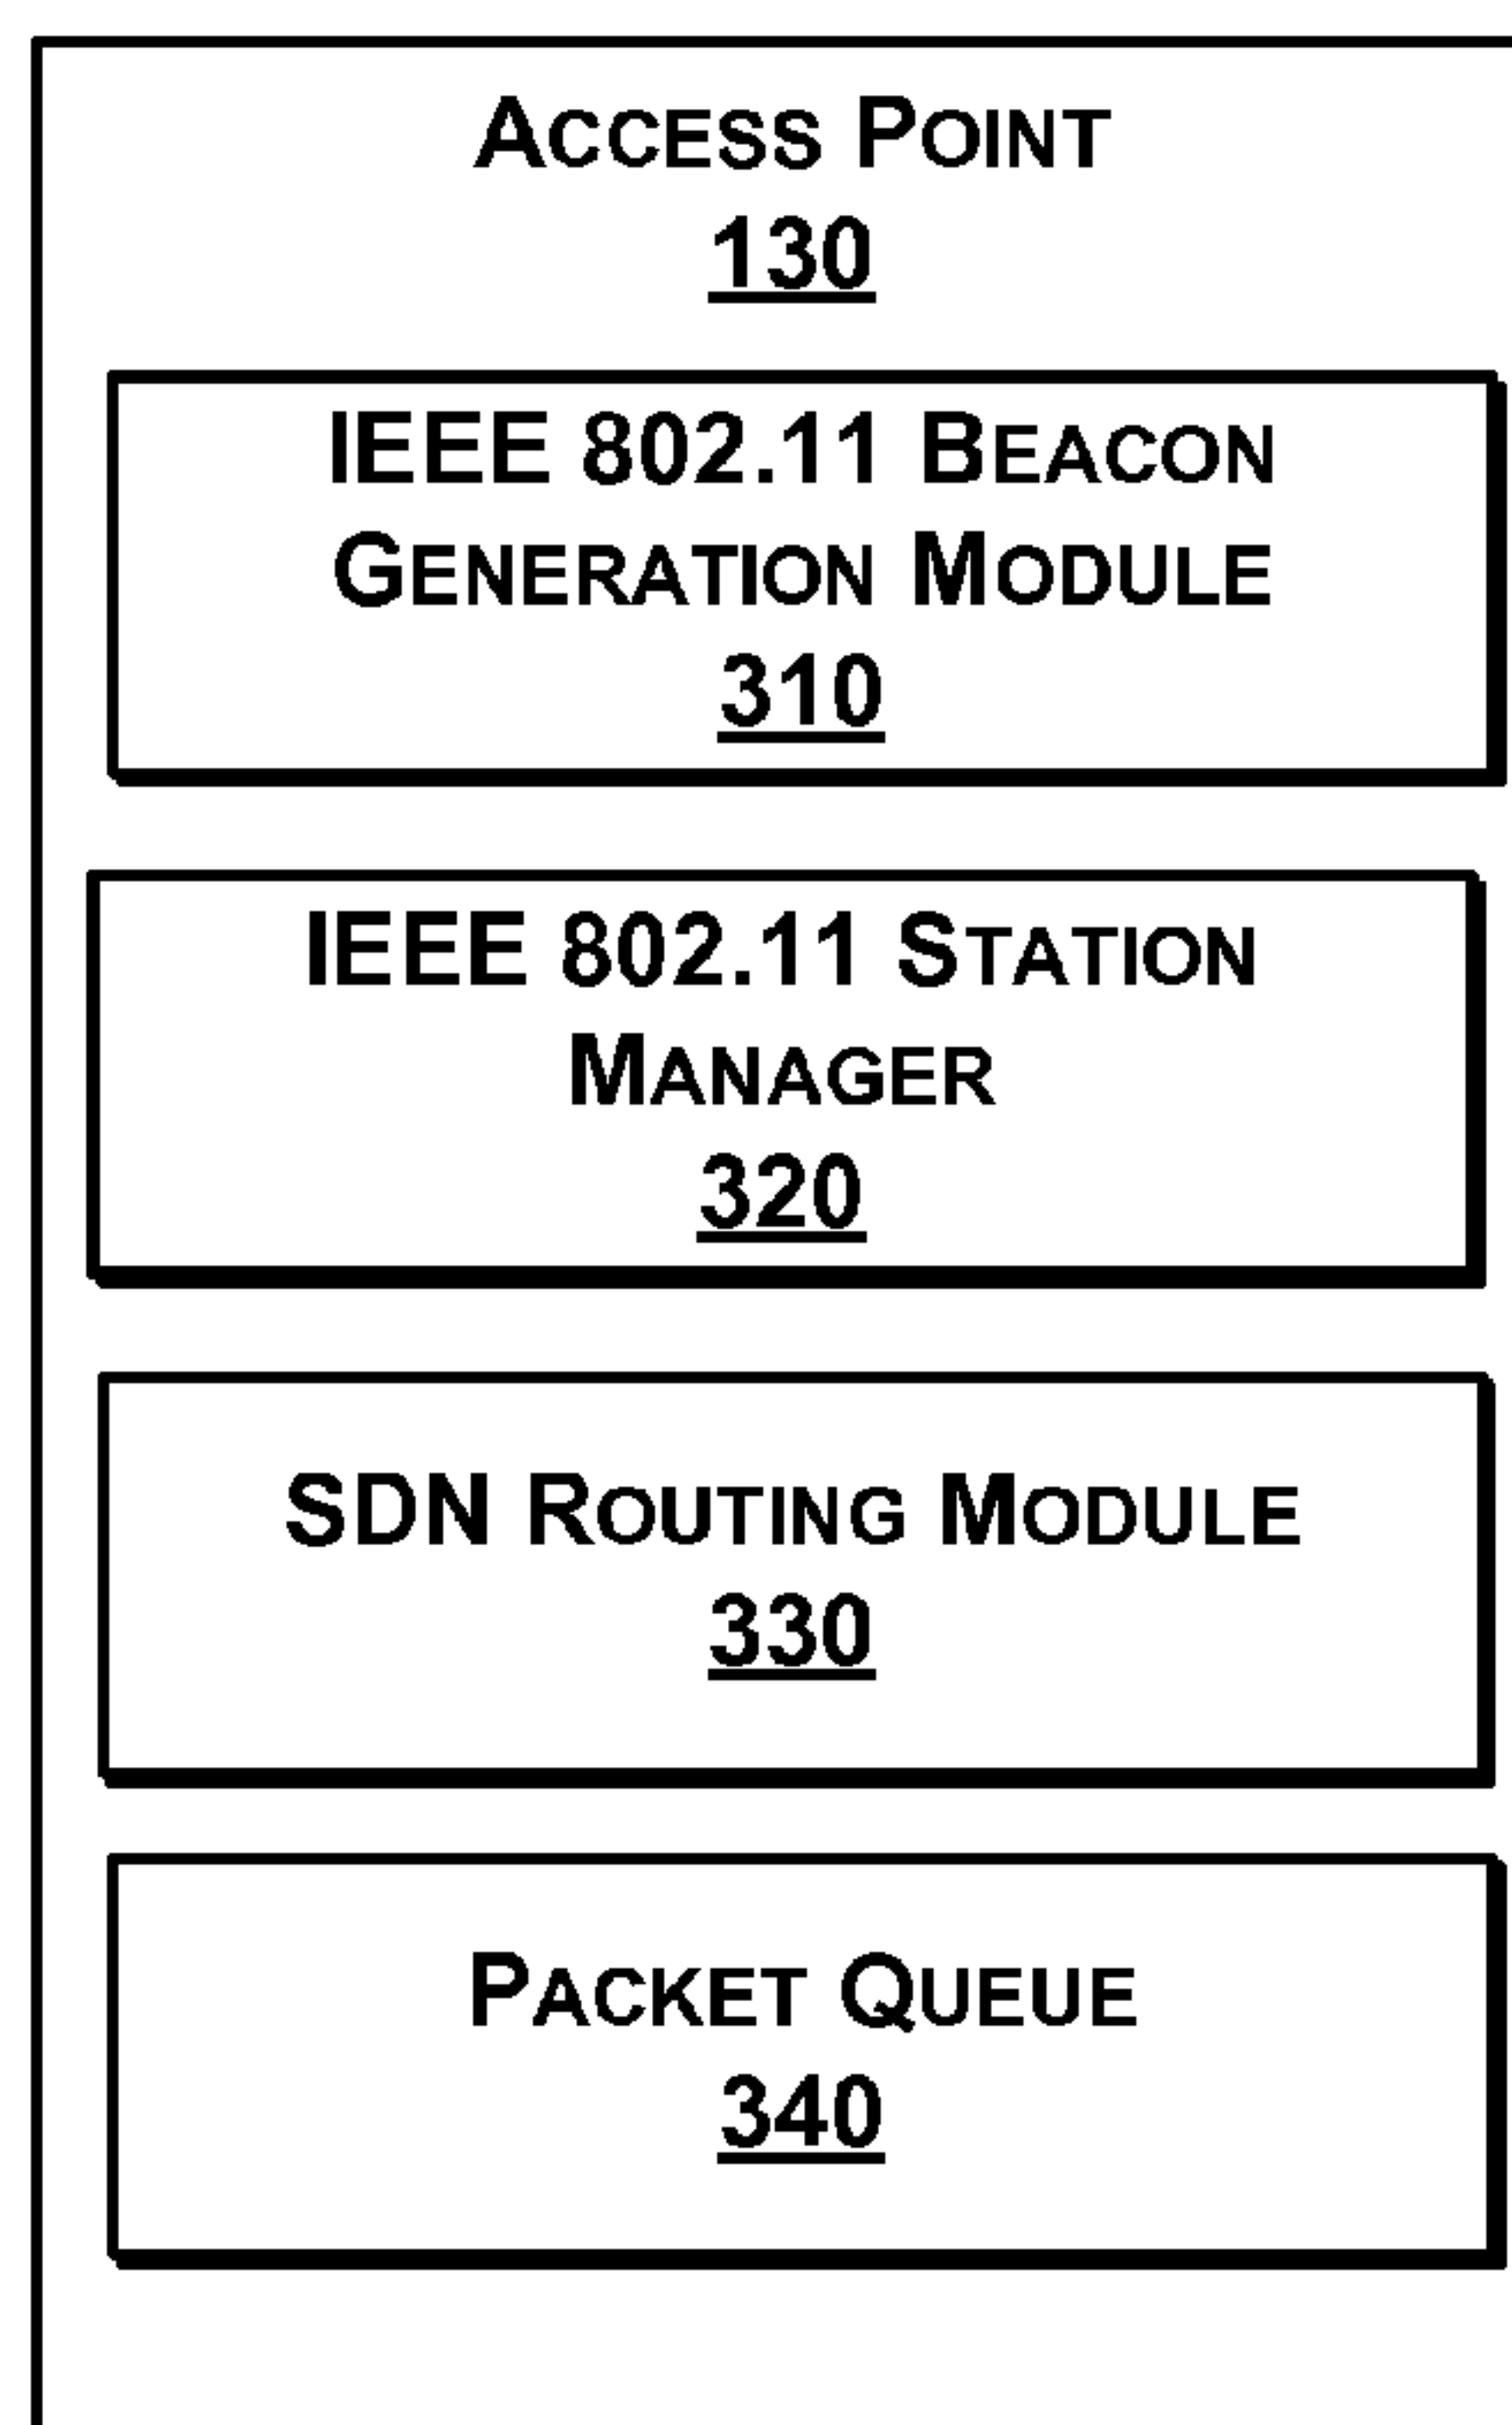 ACCESS POINT
130
IEEE 802.11 BEACON
GENERATION MODULE
310
IEEE 802.11 STATION
MANAGER
320
SDN ROUTING MODULE
330
PACKET QUEUE
340